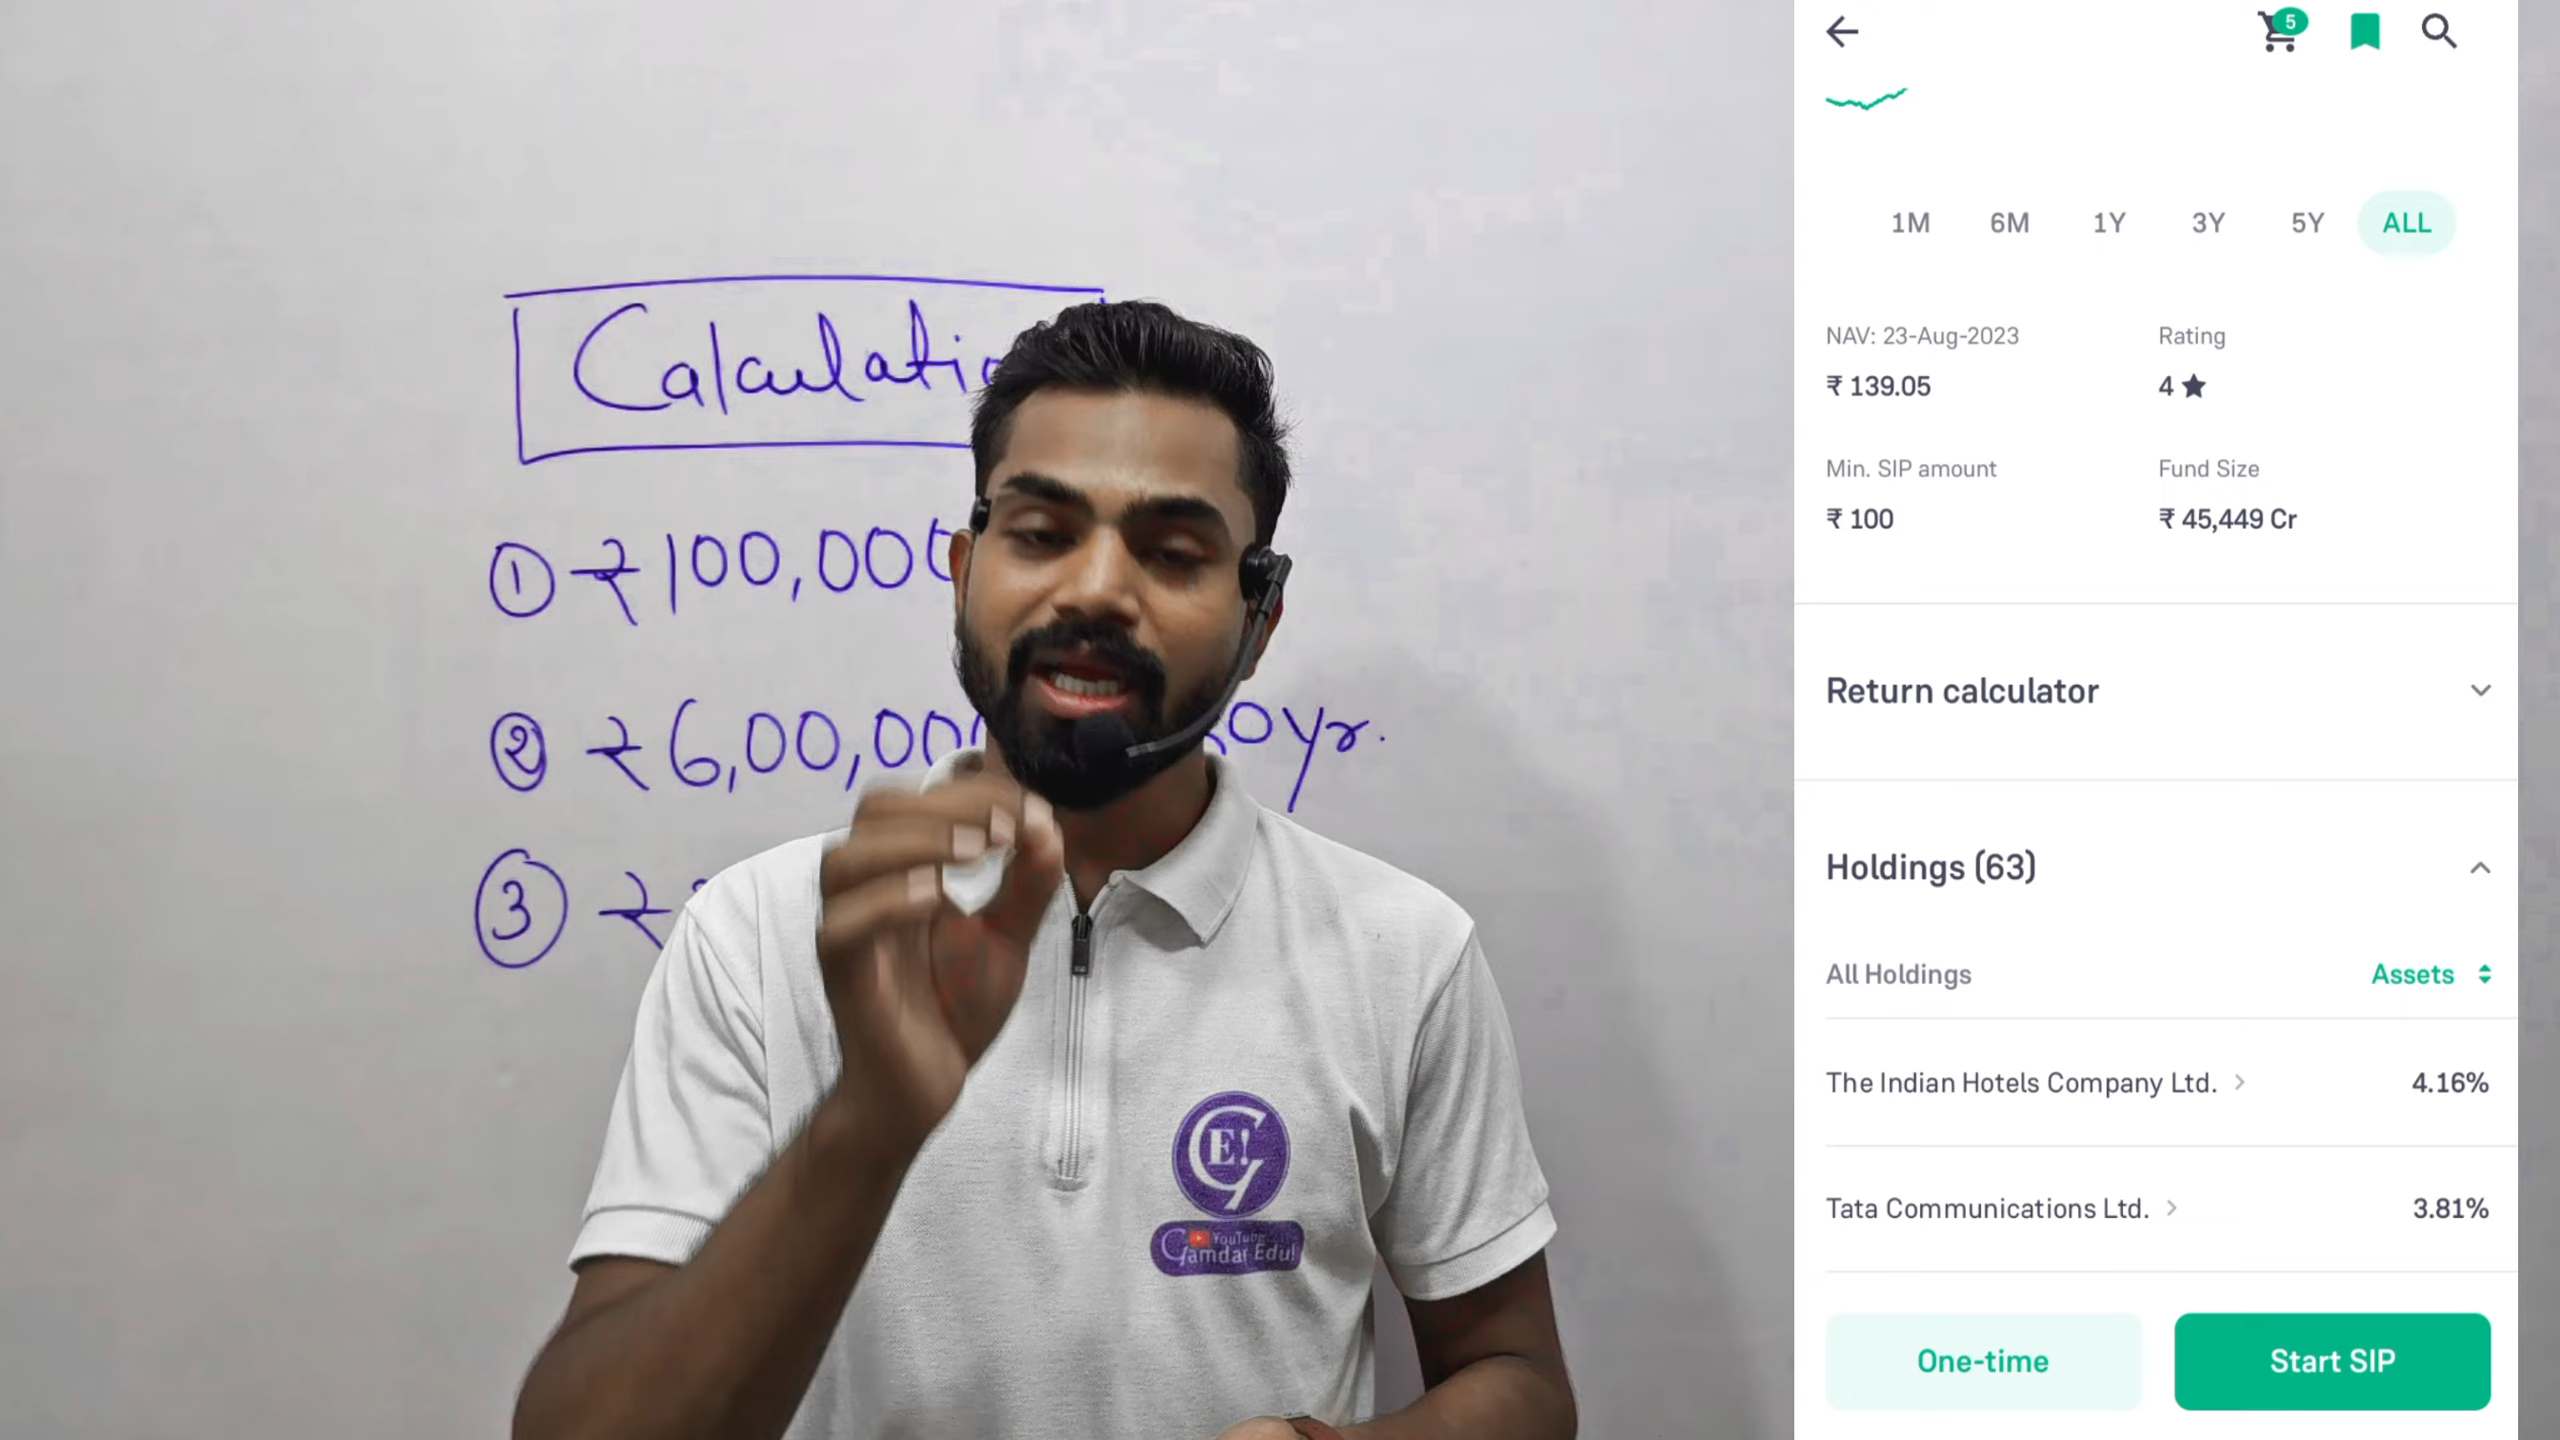 Calculatio
① ₹100,000
② ₹6,00,000
0yr.
③ ₹
E!
YouTube
Gamdar Edu!
5
1M 6M 1Y 3Y 5Y ALL
NAV: 23-Aug-2023 Rating
₹ 139.05 4 ★
Min. SIP amount Fund Size
₹ 100 ₹ 45,449 Cr
Return calculator
Holdings (63)
All Holdings Assets
The Indian Hotels Company Ltd. 4.16%
Tata Communications Ltd. 3.81%
One-time Start SIP